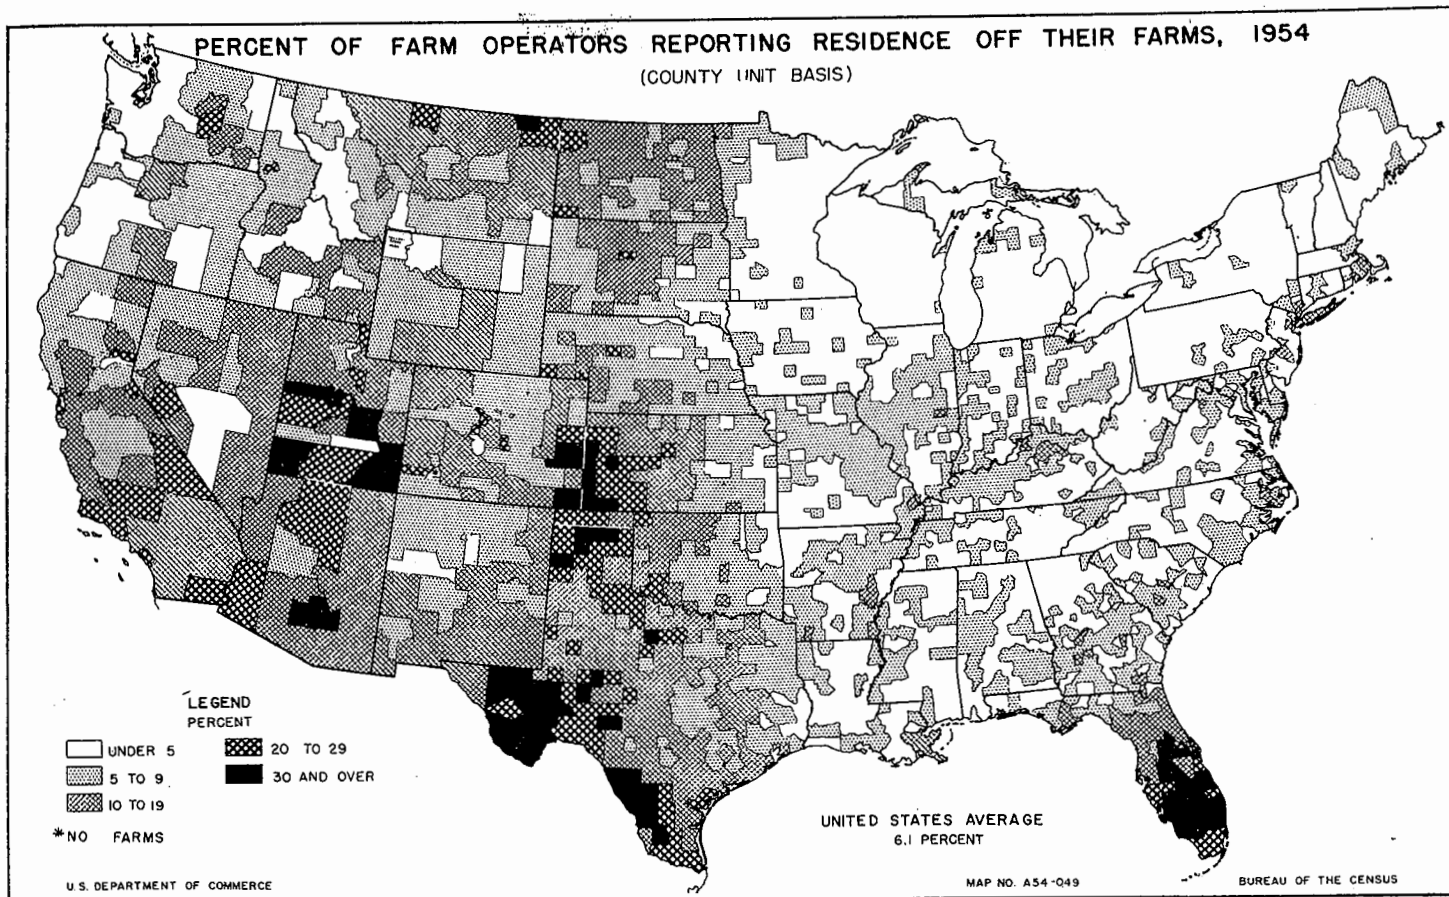 PERCENT OF FARM OPERATORS REPORTING RESIDENCE OFF THEIR FARMS, 1954
(COUNTY UNIT BASIS)
LEGEND
PERCENT
UNDER 5
5 TO 9
10 TO 19
20 TO 29
30 AND OVER
*NO FARMS
UNITED STATES AVERAGE
6.1 PERCENT
U.S. DEPARTMENT OF COMMERCE
MAP NO. A54-049
BUREAU OF THE CENSUS